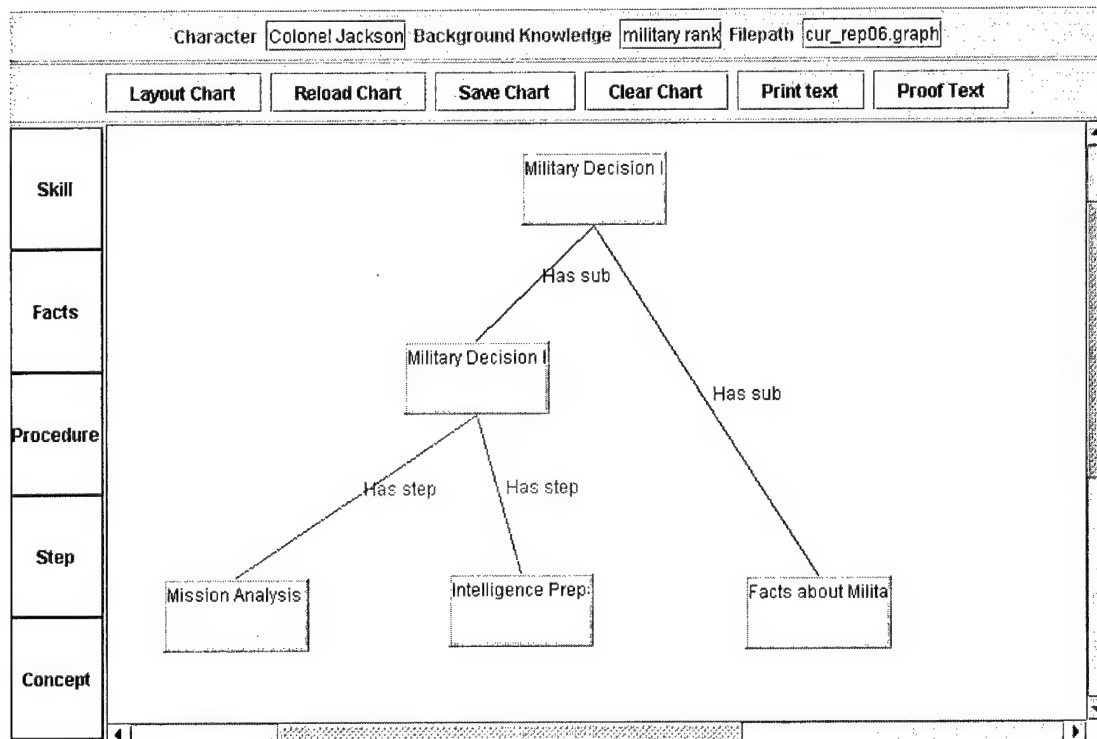 Character Colonel Jackson Background Knowledge military rank Filepath cur_rep06.graph
Layout Chart Reload Chart Save Chart Clear Chart Print text Proof Text
Skill
Facts
Procedure
Step
Concept
Military Decision I
Has sub
Military Decision I
Has sub
Has step
Has step
Mission Analysis
Intelligence Prep
Facts about Milita